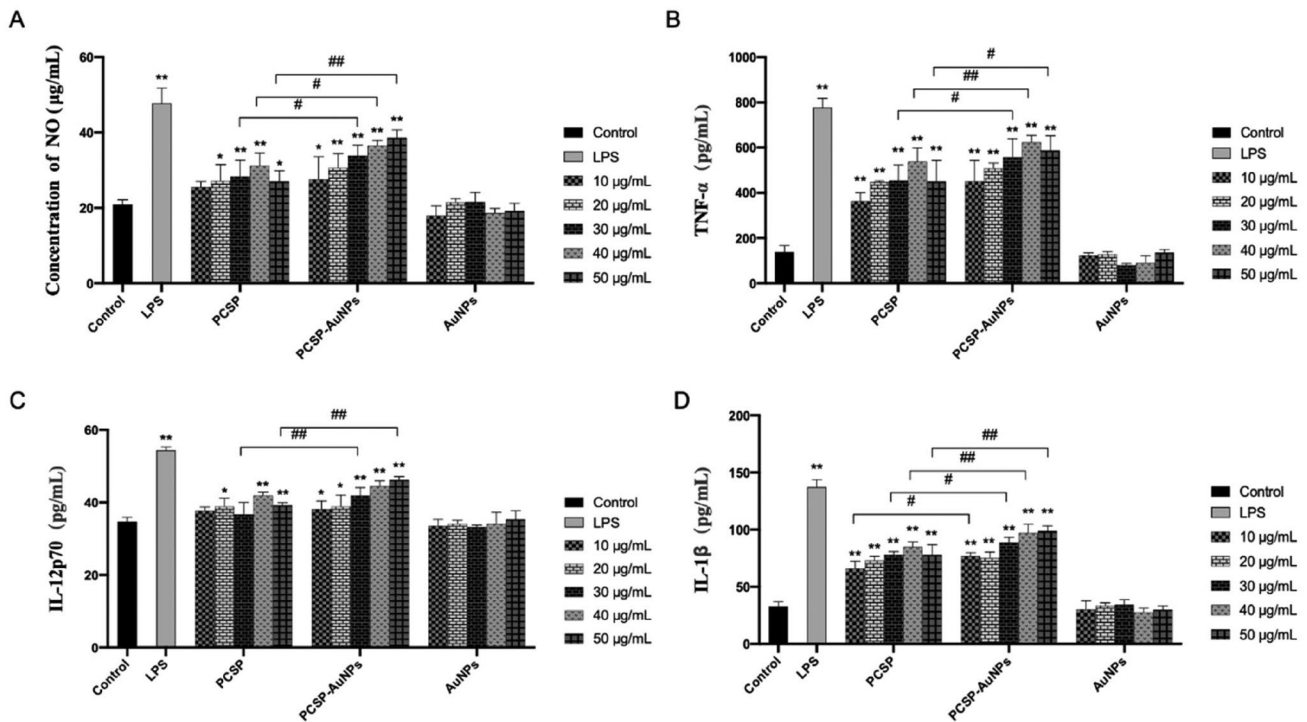 A
Concentration of NO (μg/mL)
60
40
20
0
**
* ** ** *
* ** ** ** **
#
#
##
Control
LPS
PCSP
PCSP-AuNPs
AuNPs
Control
LPS
10 μg/mL
20 μg/mL
30 μg/mL
40 μg/mL
50 μg/mL
B
TNF-α (pg/mL)
1000
800
600
400
200
0
**
** ** ** ** **
** ** ** ** **
#
##
#
Control
LPS
PCSP
PCSP-AuNPs
AuNPs
Control
LPS
10 μg/mL
20 μg/mL
30 μg/mL
40 μg/mL
50 μg/mL
C
IL-12p70 (pg/mL)
60
40
20
0
**
* ** **
* * ** ** **
##
##
Control
LPS
PCSP
PCSP-AuNPs
AuNPs
Control
LPS
10 μg/mL
20 μg/mL
30 μg/mL
40 μg/mL
50 μg/mL
D
IL-1β (pg/mL)
200
150
100
50
0
**
** ** ** ** **
** ** ** ** **
#
#
##
##
Control
LPS
PCSP
PCSP-AuNPs
AuNPs
Control
LPS
10 μg/mL
20 μg/mL
30 μg/mL
40 μg/mL
50 μg/mL